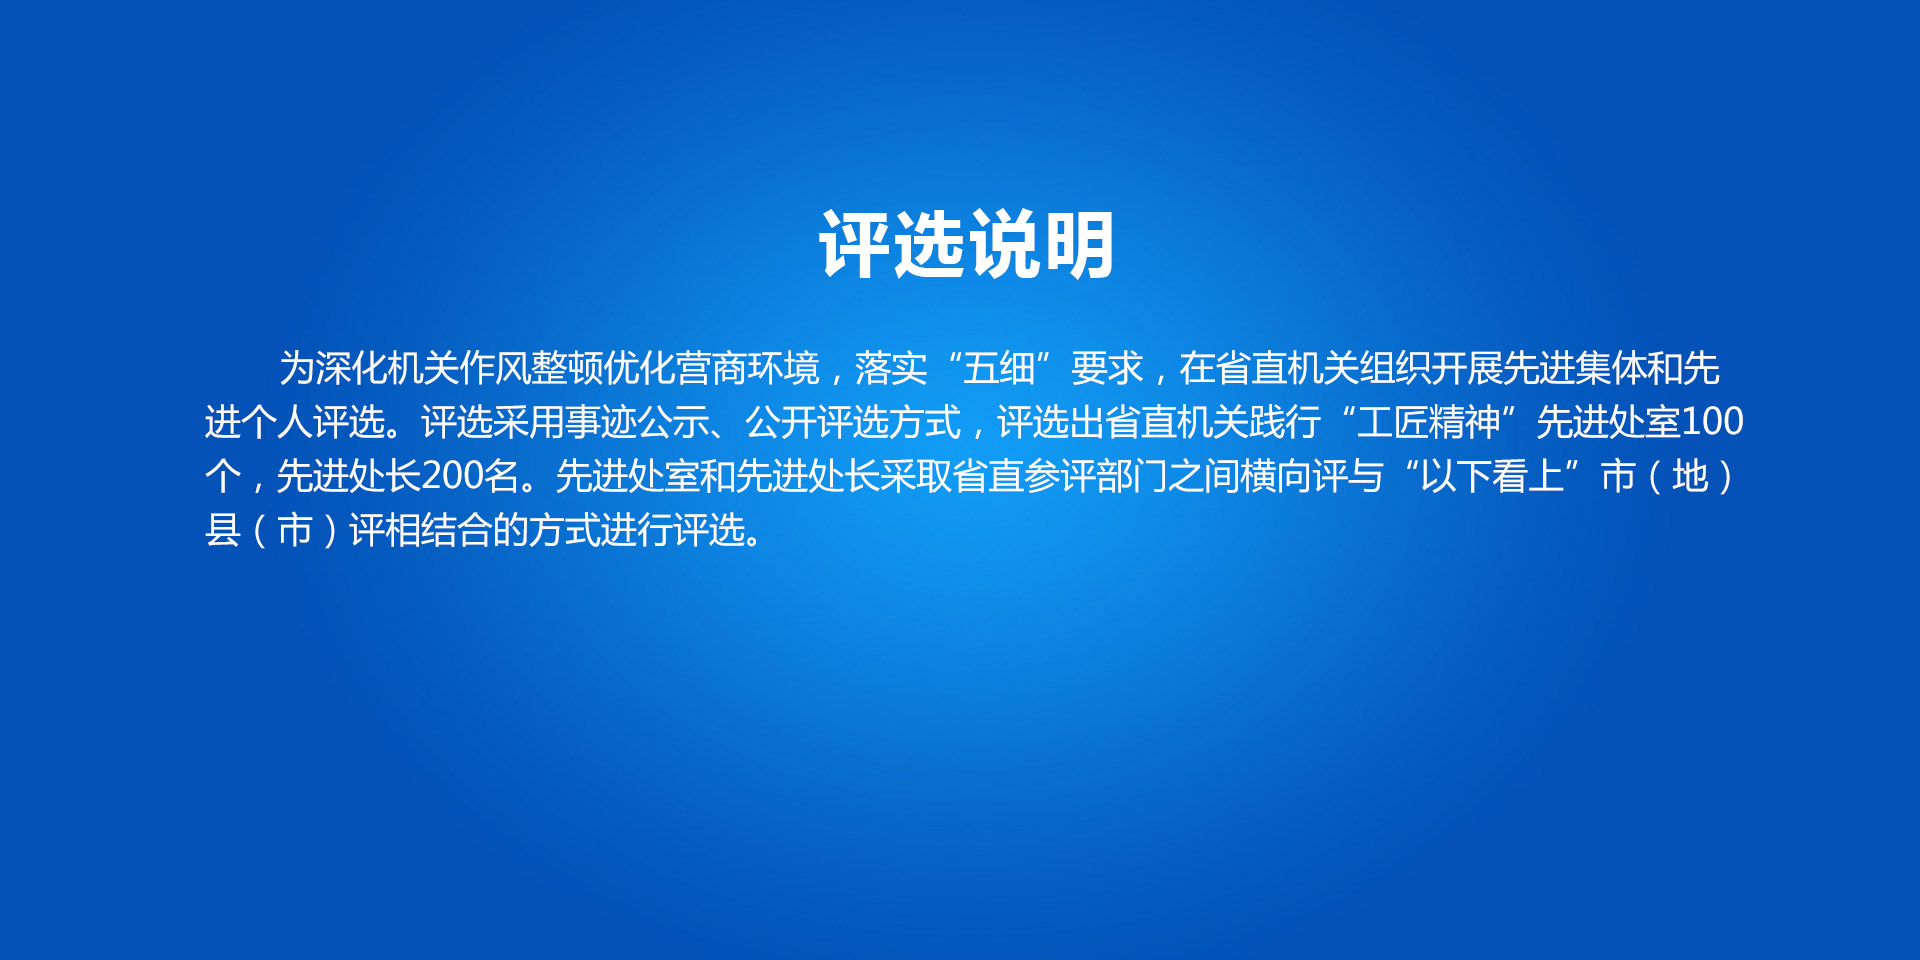 评选说明
为深化机关作风整顿优化营商环境，落实“五细”要求，在省直机关组织开展先进集体和先
进个人评选。评选采用事迹公示、公开评选方式，评选出省直机关践行“工匠精神”先进处室100
个，先进处长200名。先进处室和先进处长采取省直参评部门之间横向评与“以下看上”市（地）
县（市）评相结合的方式进行评选。